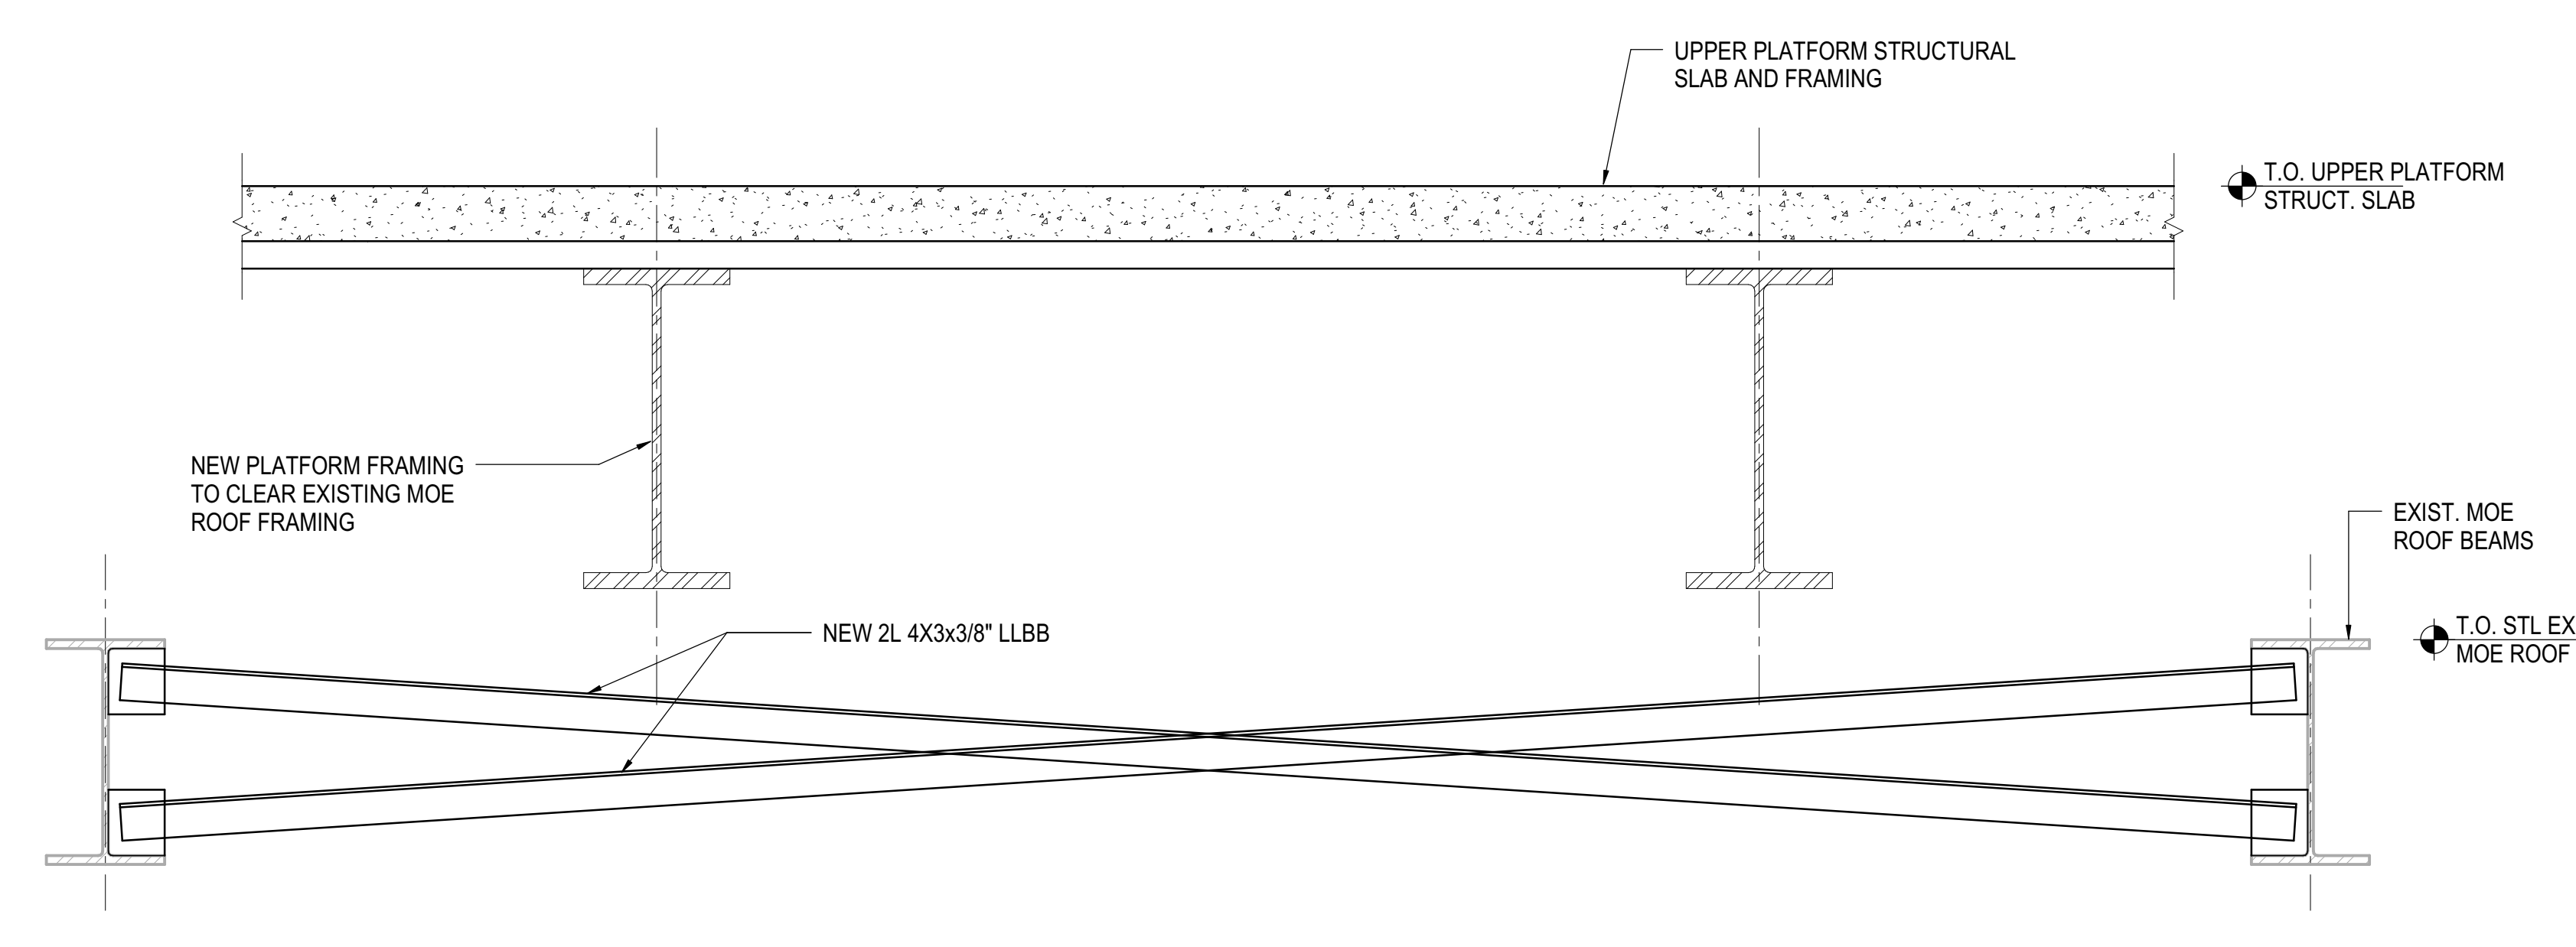 UPPER PLATFORM STRUCTURAL
SLAB AND FRAMING
T.O. UPPER PLATFORM
STRUCT. SLAB
NEW PLATFORM FRAMING
TO CLEAR EXISTING MOE
ROOF FRAMING
EXIST. MOE
ROOF BEAMS
NEW 2L 4X3x3/8" LLBB
T.O. STL EX
MOE ROOF